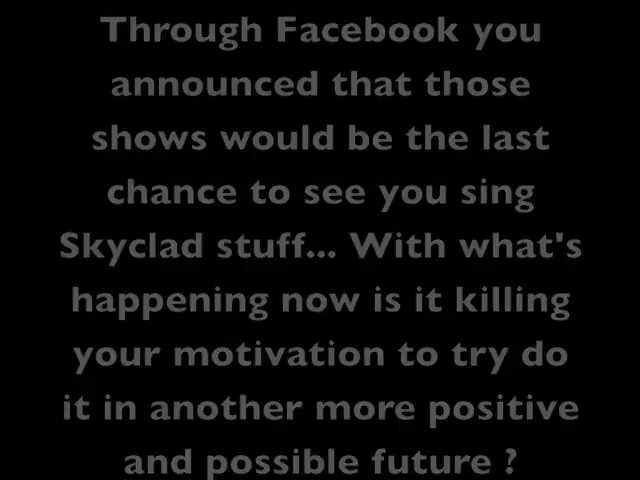 Through Facebook you
announced that those
shows would be the last
chance to see you sing
Skyclad stuff... With what's
happening now is it killing
your motivation to try do
it in another more positive
and possible future ?